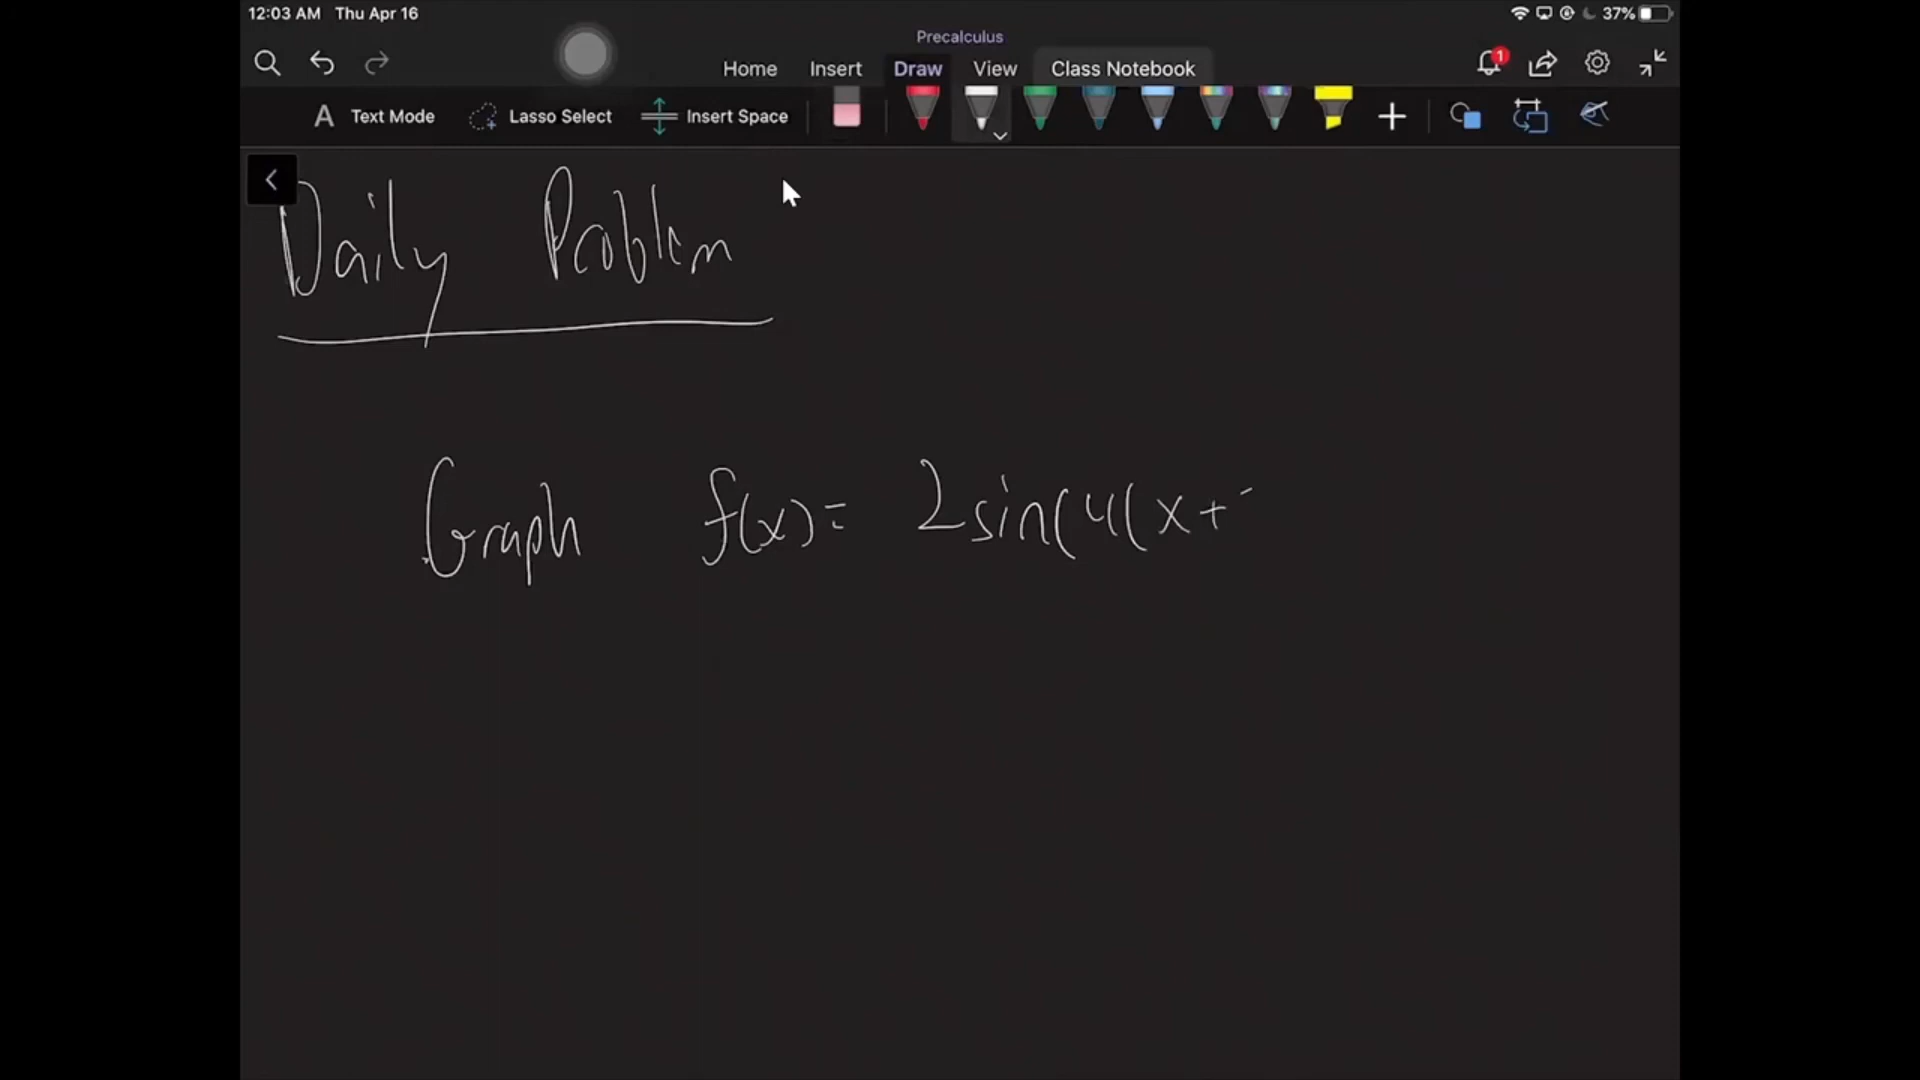 12:03 AM Thu Apr 16 37%
Precalculus
1
Home Insert Draw View Class Notebook
A Text Mode Lasso Select Insert Space
Daily Problem
Graph f(x)= 2sin(4(x+